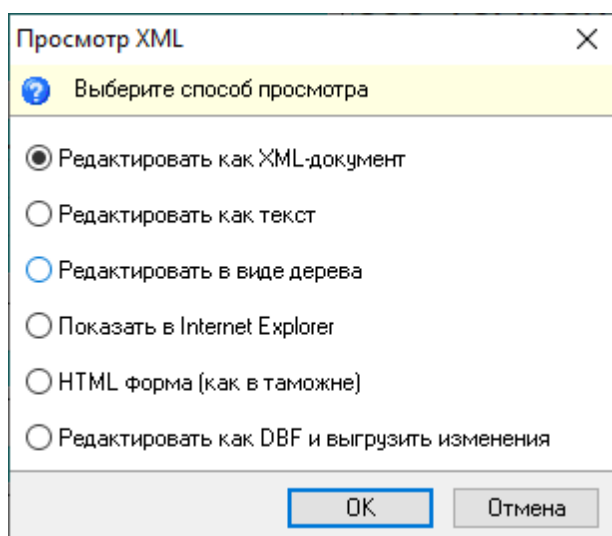 Просмотр XML
Выберите способ просмотра
Редактировать как XML-документ
Редактировать как текст
Редактировать в виде дерева
Показать в Internet Explorer
HTML форма (как в таможне)
Редактировать как DBF и выгрузить изменения
OK
Отмена